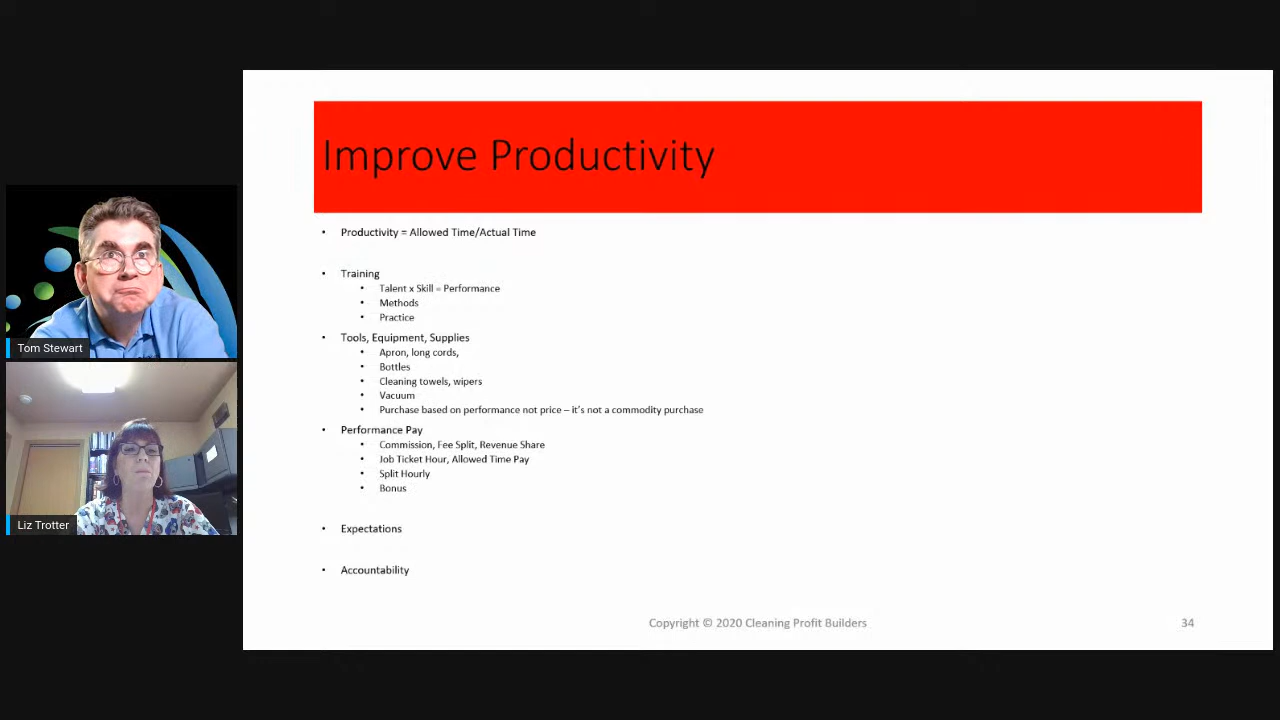 Improve Productivity
• Productivity = Allowed Time/Actual Time
• Training
• Talent x Skill = Performance
• Methods
• Practice
• Tools, Equipment, Supplies
• Apron, long cords,
• Bottles
• Cleaning towels, wipers
• Vacuum
• Purchase based on performance not price – it's not a commodity purchase
• Performance Pay
• Commission, Fee Split, Revenue Share
• Job Ticket Hour, Allowed Time Pay
• Split Hourly
• Bonus
• Expectations
• Accountability
Copyright © 2020 Cleaning Profit Builders
34
Tom Stewart
Liz Trotter